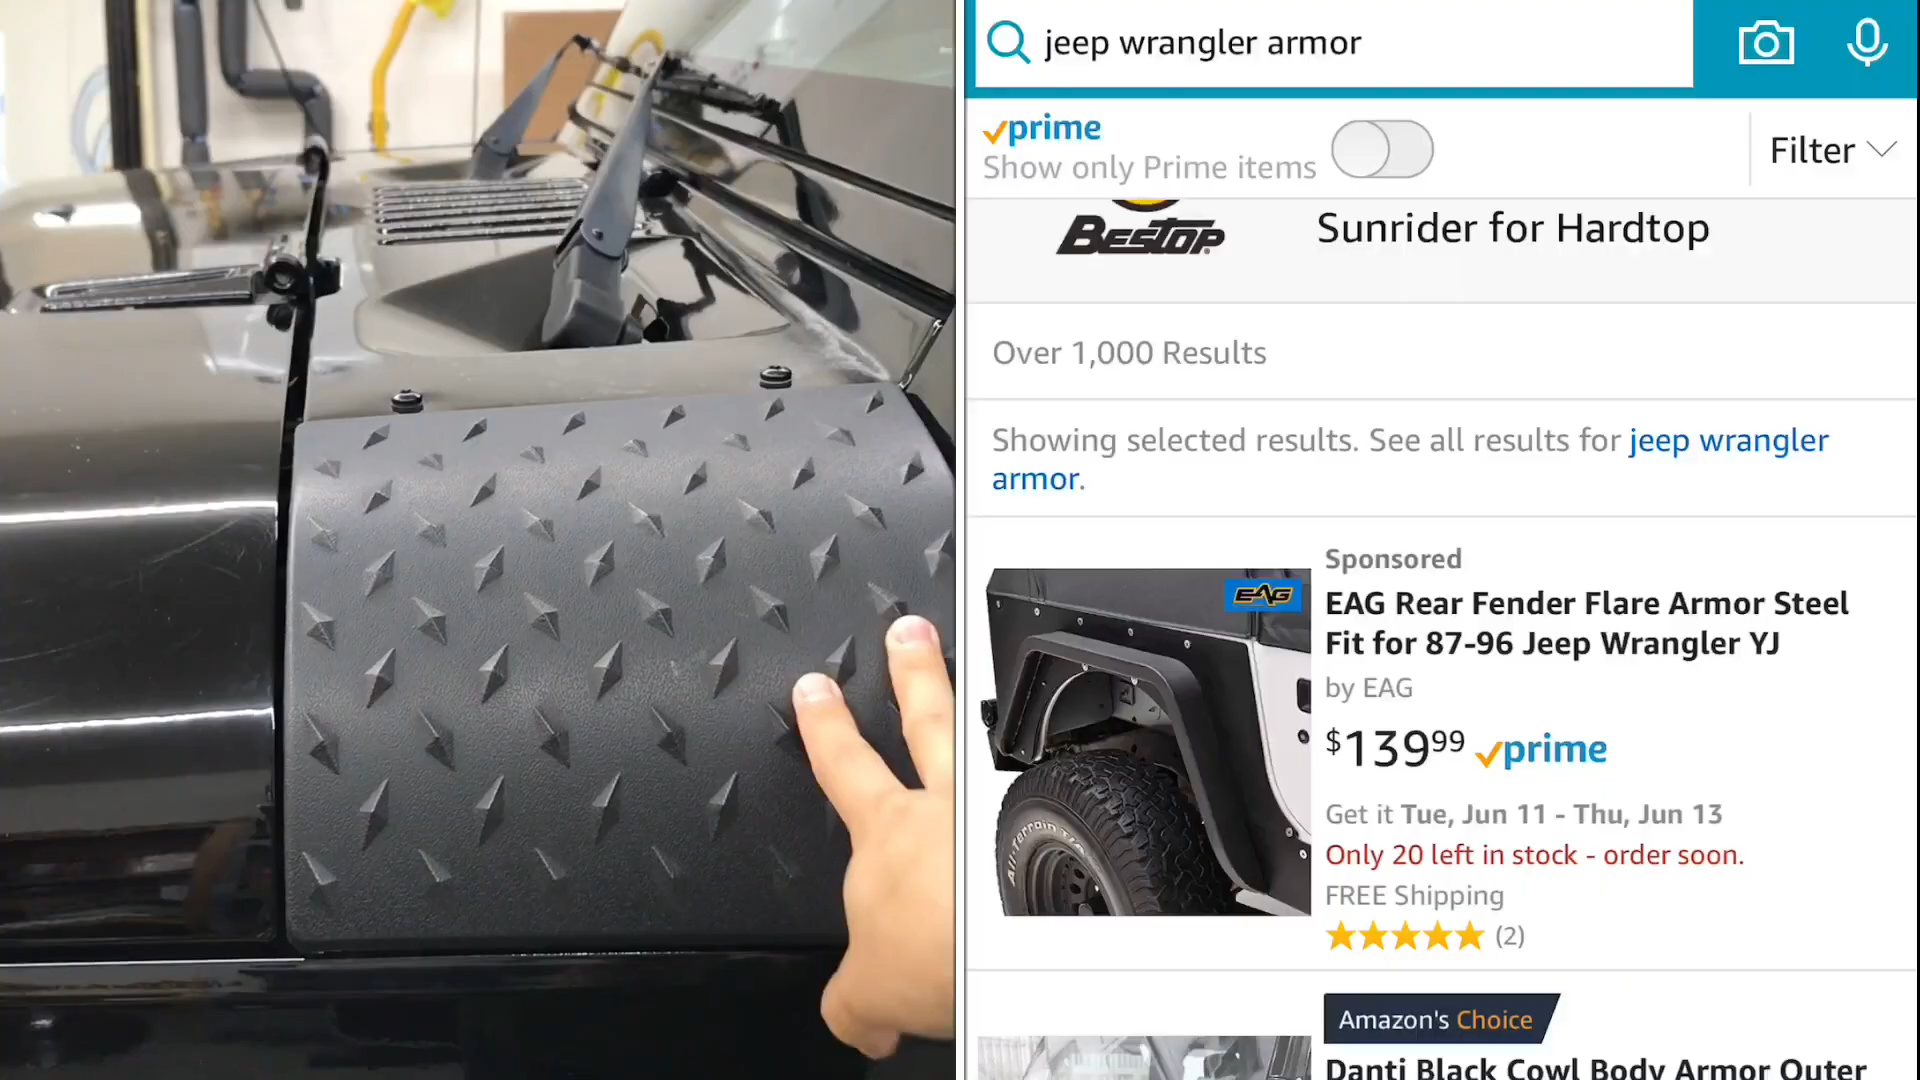 jeep wrangler armor
prime
Show only Prime items
Filter
BESTOP
Sunrider for Hardtop
Over 1,000 Results
Showing selected results. See all results for jeep wrangler
armor.
Sponsored
EAG
EAG Rear Fender Flare Armor Steel
Fit for 87-96 Jeep Wrangler YJ
by EAG
$13999 prime
Get it Tue, Jun 11 - Thu, Jun 13
Only 20 left in stock - order soon.
FREE Shipping
(2)
All-Terrain T/A
Amazon's Choice
Danti Black Cowl Body Armor Outer